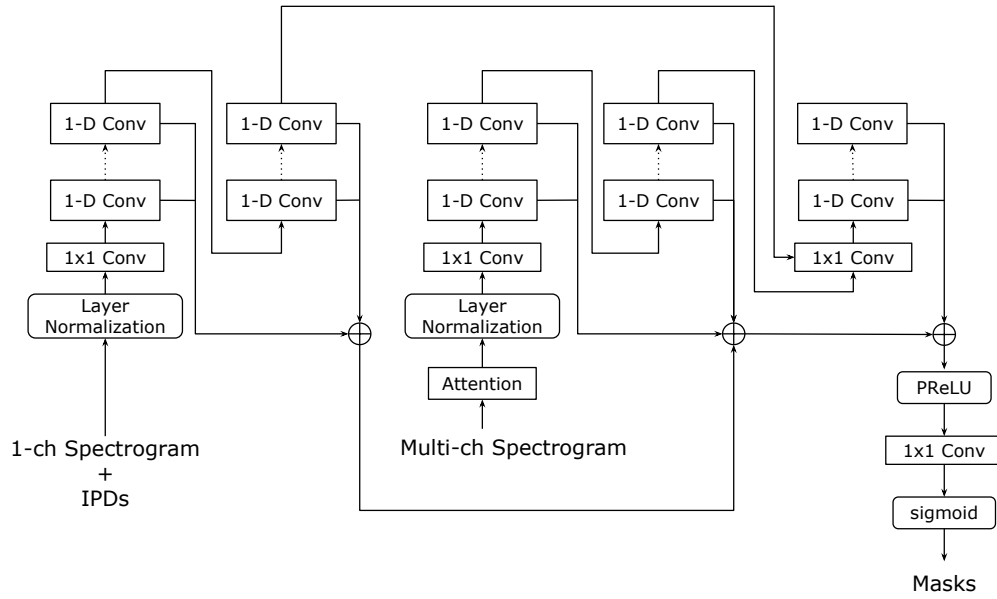 1-D Conv
1-D Conv
1-D Conv
1-D Conv
1-D Conv
1-D Conv
1-D Conv
1-D Conv
1-D Conv
1-D Conv
1x1 Conv
1x1 Conv
1x1 Conv
Layer
Normalization
Layer
Normalization
Attention
PReLU
1-ch Spectrogram
+
IPDs
Multi-ch Spectrogram
1x1 Conv
sigmoid
Masks